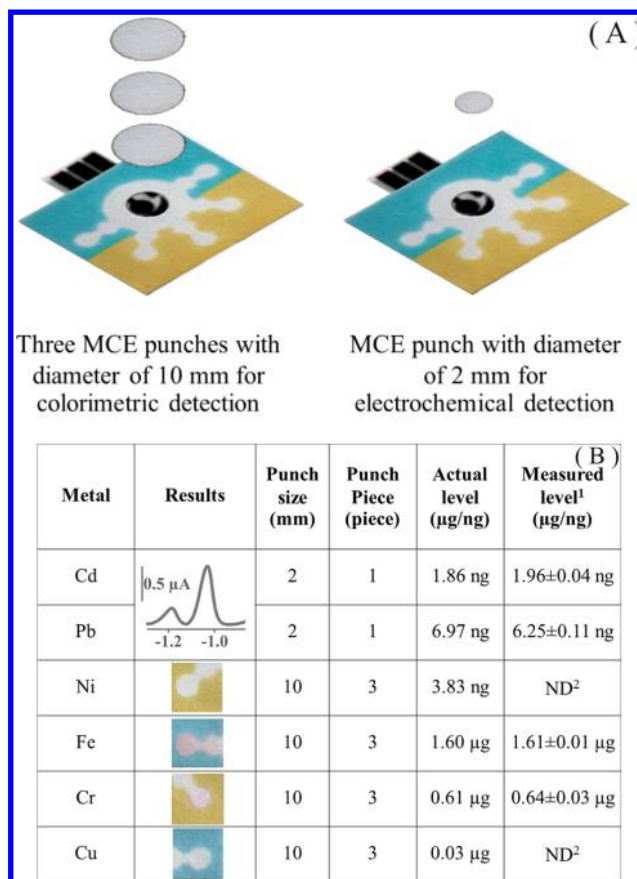 ( A )
Three MCE punches with
diameter of 10 mm for
colorimetric detection
MCE punch with diameter
of 2 mm for
electrochemical detection
( B )
Metal Results Punch size (mm) Punch Piece (piece) Actual level (µg/ng) Measured level¹ (µg/ng)
Cd 2 1 1.86 ng 1.96±0.04 ng
0.5 µA
-1.2 -1.0
Pb 2 1 6.97 ng 6.25±0.11 ng
Ni 10 3 3.83 ng ND²
Fe 10 3 1.60 µg 1.61±0.01 µg
Cr 10 3 0.61 µg 0.64±0.03 µg
Cu 10 3 0.03 µg ND²